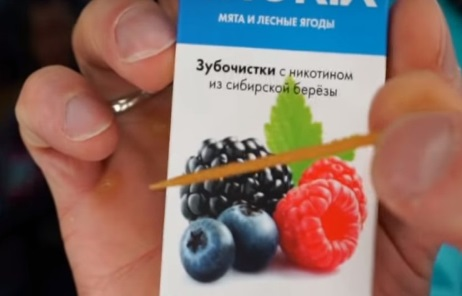 МЯТА И ЛЕСНЫЕ ЯГОДЫ
Зубочистки с никотином
из сибирской берёзы